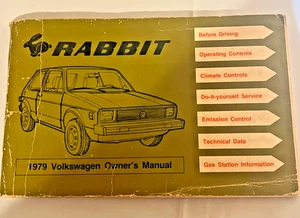 RABBIT
1979 Volkswagen Owner's Manual
Before Driving
Operating Controls
Climate Controls
Do-it-yourself Service
Emission Control
Technical Data
Gas Station Information